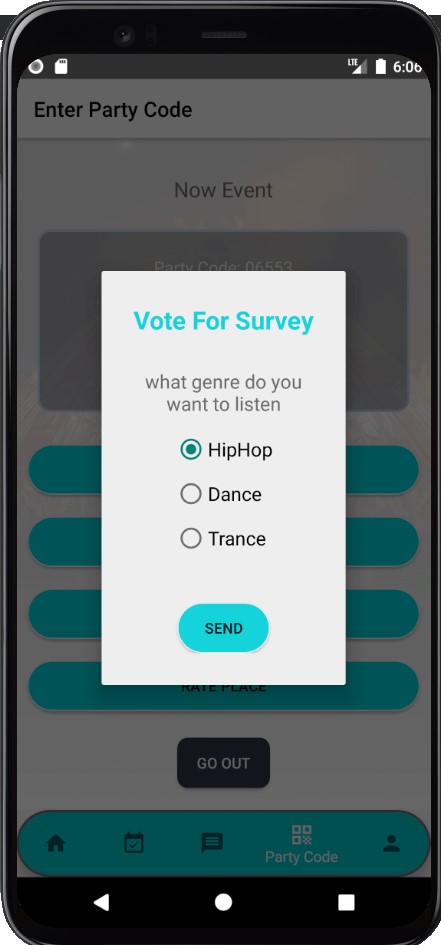 LTE 6:06
Enter Party Code
Now Event
Party Code: 06553
Vote For Survey
what genre do you
want to listen
HipHop
Dance
Trance
SEND
RATE PLACE
GO OUT
Party Code